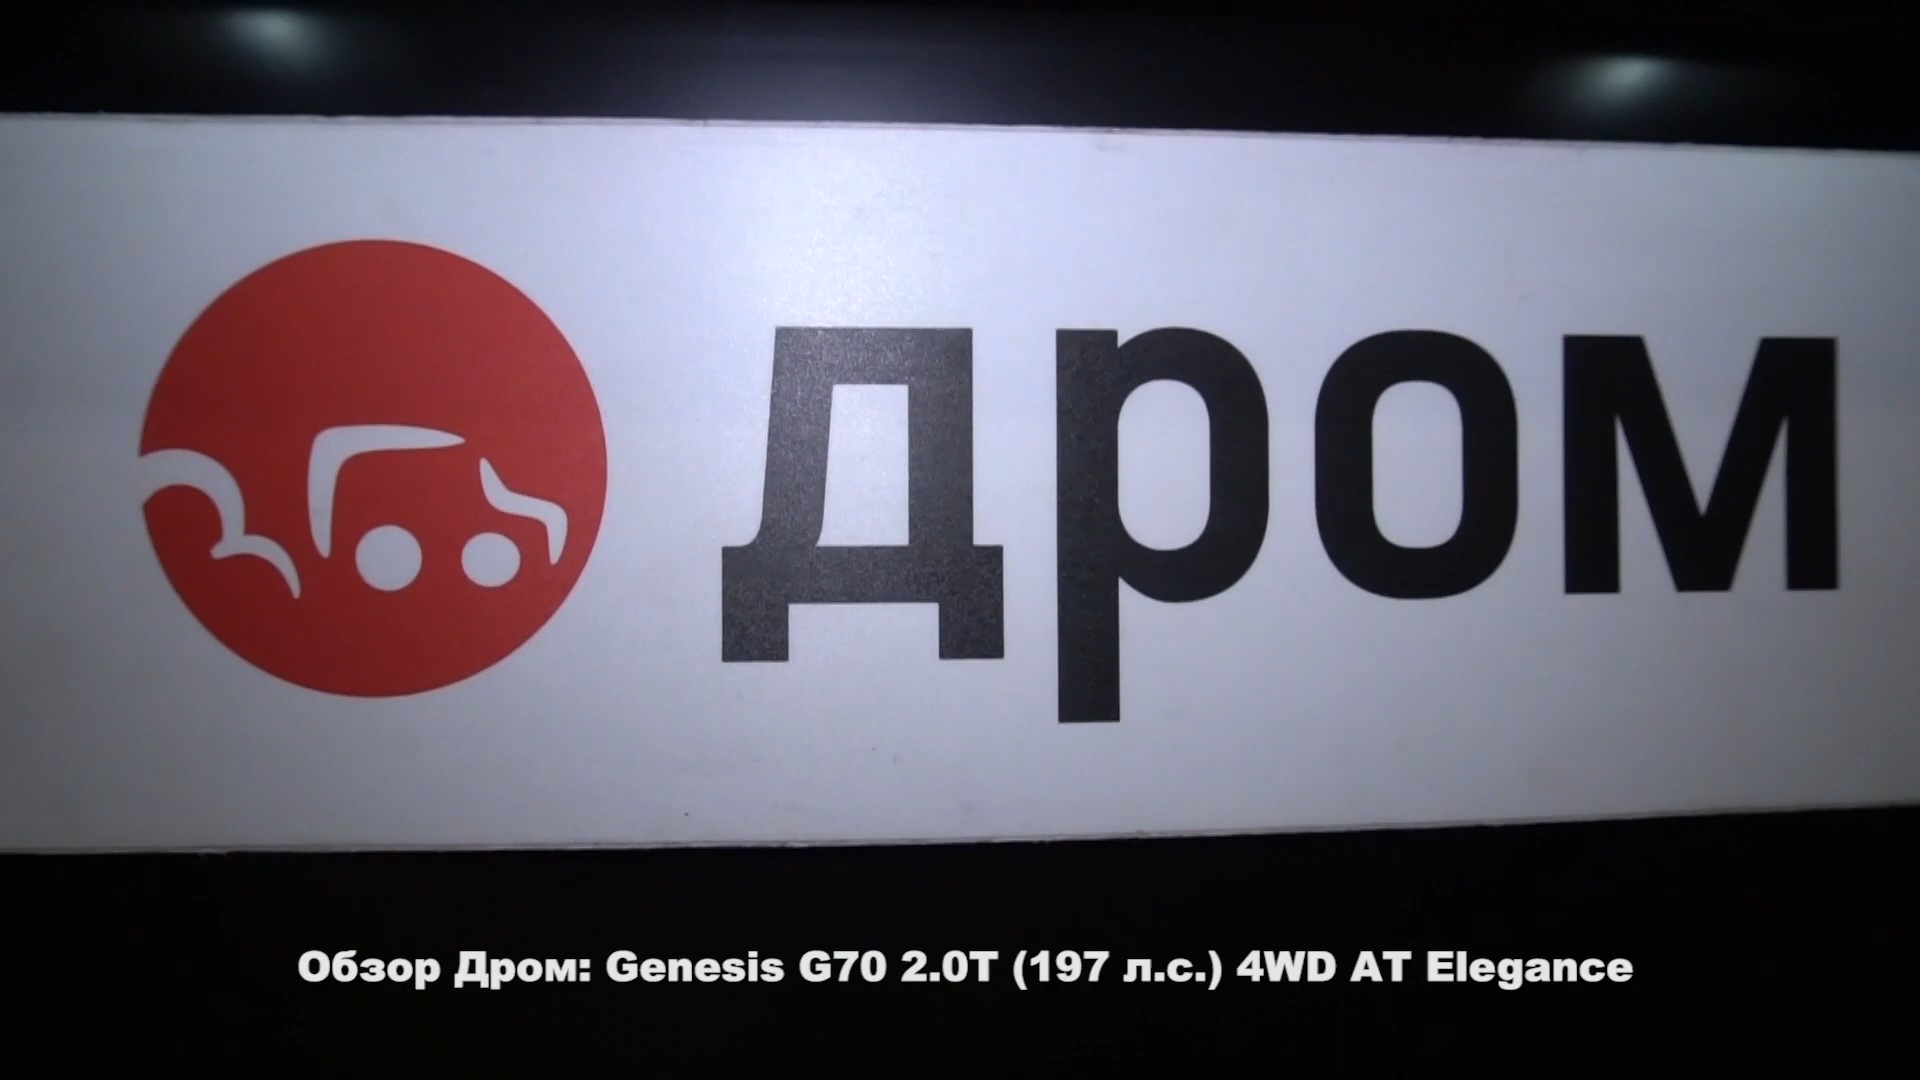 дром
Обзор Дром: Genesis G70 2.0T (197 л.с.) 4WD AT Elegance